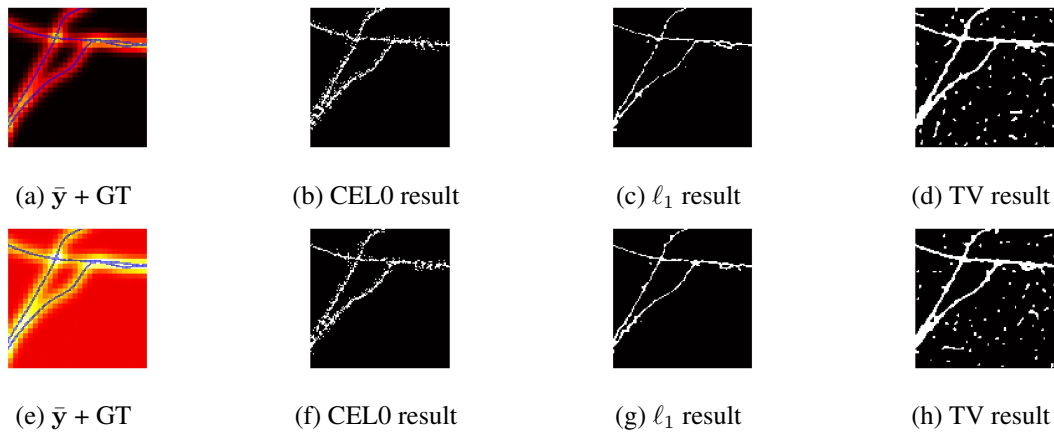 (a) ȳ + GT
(b) CEL0 result
(c) ℓ₁ result
(d) TV result
(e) ȳ + GT
(f) CEL0 result
(g) ℓ₁ result
(h) TV result